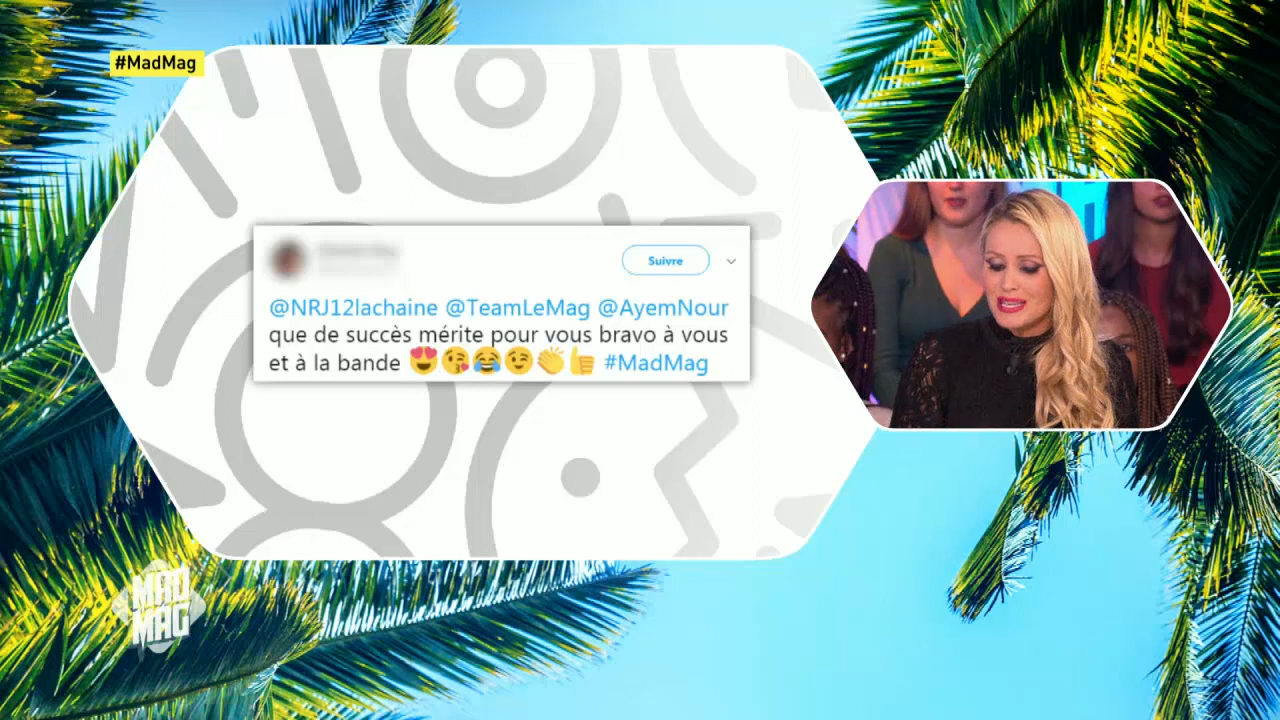 #MadMag
Suivre
@NRJ12lachaine @TeamLeMag @AyemNour
que de succès mérite pour vous bravo à vous
et à la bande 😍😘😂😉👏👍 #MadMag
MAD
MAG